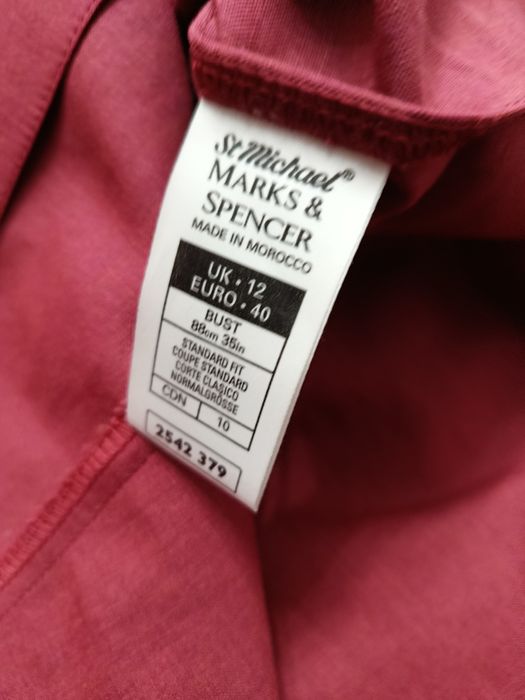 St Michael®
MARKS &
SPENCER
MADE IN MOROCCO
UK • 12
EURO • 40
BUST
88cm 35in
STANDARD FIT
COUPE STANDARD
CORTE CLASICO
NORMALGRÖSSE
CDN 10
2542 379